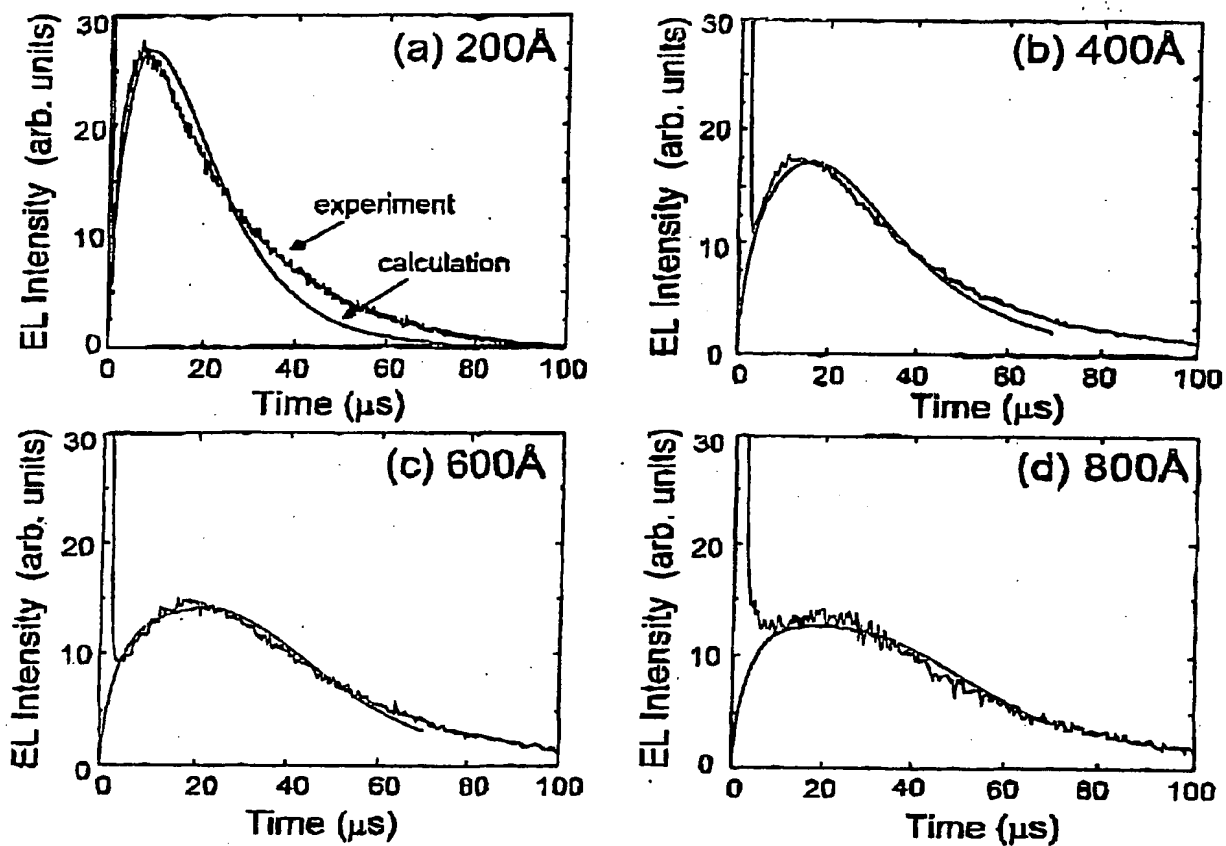 (a) 200Å
EL Intensity (arb. units)
30
20
10
0
experiment
calculation
0 20 40 60 80 100
Time (μs)
(b) 400Å
EL Intensity (arb. units)
30
20
10
0
0 20 40 60 80 100
Time (μs)
(c) 600Å
EL Intensity (arb. units)
30
20
10
0
0 20 40 60 80 100
Time (μs)
(d) 800Å
EL Intensity (arb. units)
30
20
10
0
0 20 40 60 80 100
Time (μs)